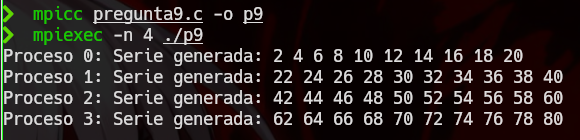 ❯ mpicc pregunta9.c -o p9
❯ mpiexec -n 4 ./p9
Proceso 0: Serie generada: 2 4 6 8 10 12 14 16 18 20
Proceso 1: Serie generada: 22 24 26 28 30 32 34 36 38 40
Proceso 2: Serie generada: 42 44 46 48 50 52 54 56 58 60
Proceso 3: Serie generada: 62 64 66 68 70 72 74 76 78 80